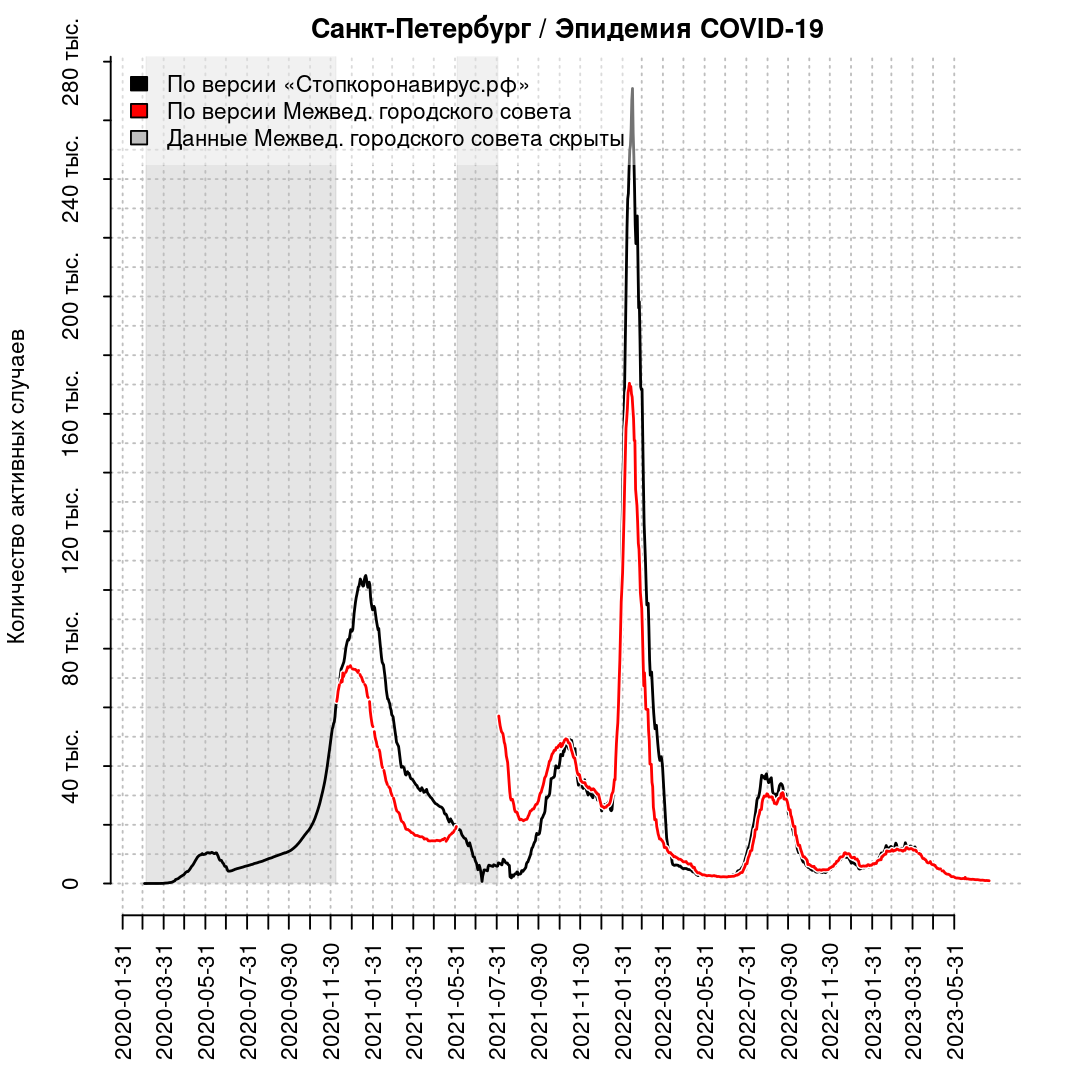 Санкт-Петербург / Эпидемия COVID-19
По версии «Стопкоронавирус.рф»
По версии Межвед. городского совета
Данные Межвед. городского совета скрыты
Количество активных случаев
280 тыс.
240 тыс.
200 тыс.
160 тыс.
120 тыс.
80 тыс.
40 тыс.
0
2020-01-31
2020-03-31
2020-05-31
2020-07-31
2020-09-30
2020-11-30
2021-01-31
2021-03-31
2021-05-31
2021-07-31
2021-09-30
2021-11-30
2022-01-31
2022-03-31
2022-05-31
2022-07-31
2022-09-30
2022-11-30
2023-01-31
2023-03-31
2023-05-31